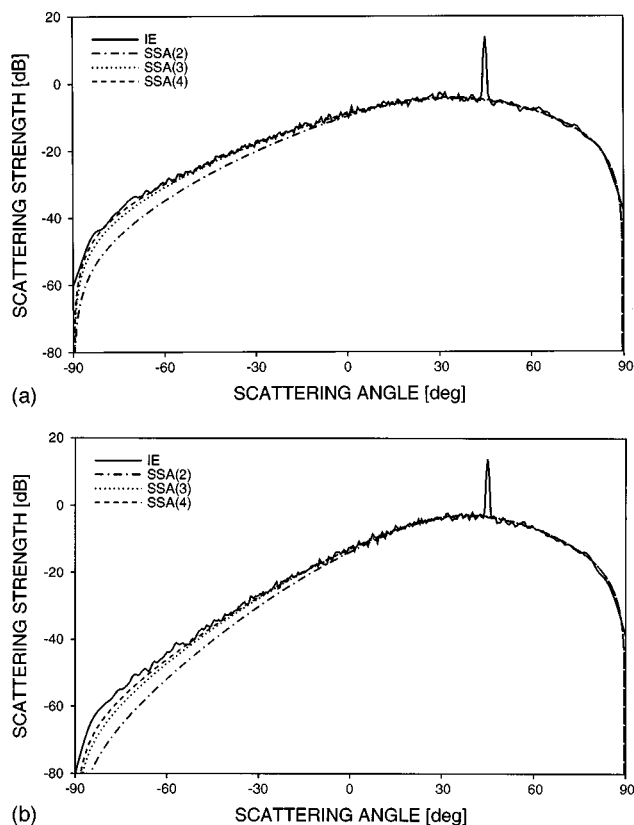 20
0
-20
-40
-60
-80
SCATTERING STRENGTH [dB]
IE
SSA(2)
SSA(3)
SSA(4)
-90 -60 -30 0 30 60 90
SCATTERING ANGLE [deg]
(a)
20
0
-20
-40
-60
-80
SCATTERING STRENGTH [dB]
IE
SSA(2)
SSA(3)
SSA(4)
-90 -60 -30 0 30 60 90
SCATTERING ANGLE [deg]
(b)